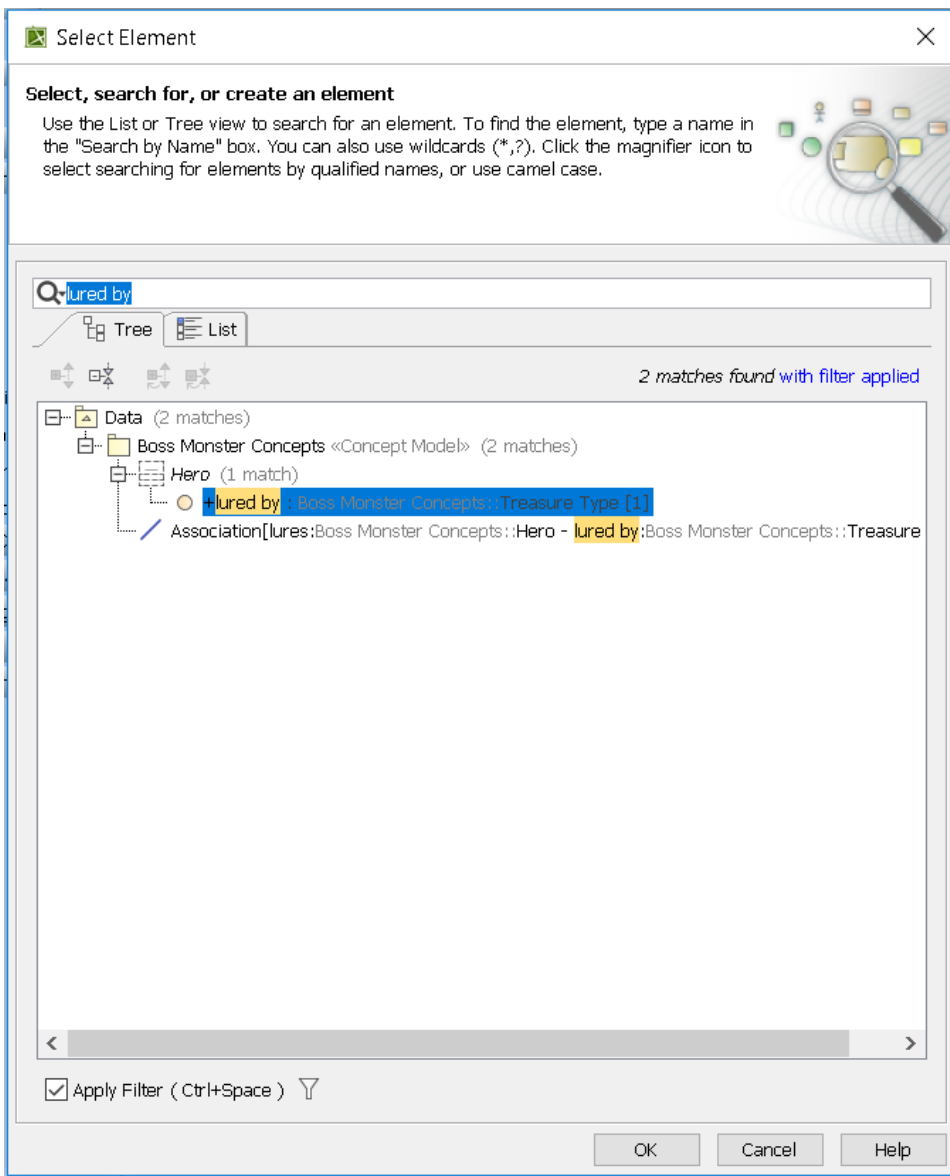 Select Element
Select, search for, or create an element
Use the List or Tree view to search for an element. To find the element, type a name in
the "Search by Name" box. You can also use wildcards (*,?). Click the magnifier icon to
select searching for elements by qualified names, or use camel case.
lured by
Tree List
2 matches found with filter applied
Data (2 matches)
Boss Monster Concepts «Concept Model» (2 matches)
Hero (1 match)
+lured by : Boss Monster Concepts::Treasure Type [1]
Association[lures:Boss Monster Concepts::Hero - lured by:Boss Monster Concepts::Treasure
Apply Filter ( Ctrl+Space )
OK Cancel Help